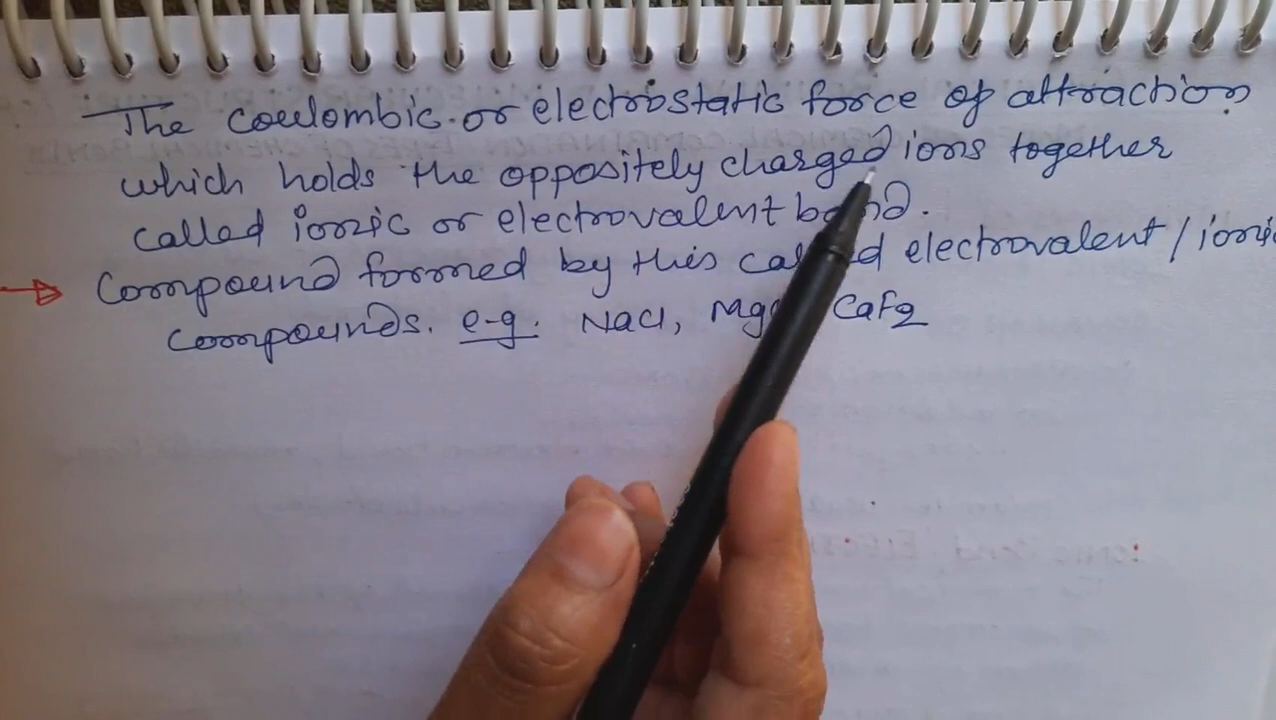 The coulombic or electrostatic force of attraction
which holds the oppositely charged ions together
called ionic or electrovalent bond.
Compound formed by this called electrovalent / ionic
compounds. e.g. NaCl, CaF2